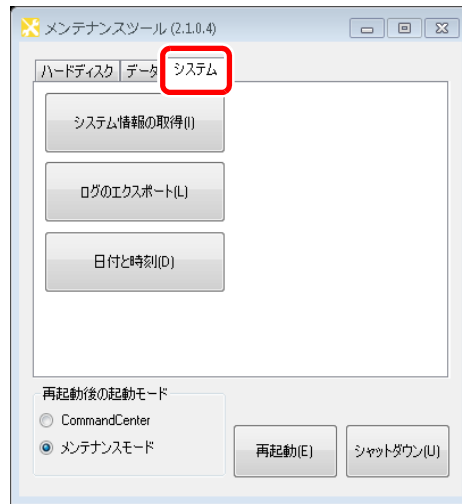 メンテナンスツール (2.1.0.4)
ハードディスク データ システム
システム情報の取得(I)
ログのエクスポート(L)
日付と時刻(D)
再起動後の起動モード
CommandCenter
メンテナンスモード
再起動(E) シャットダウン(U)